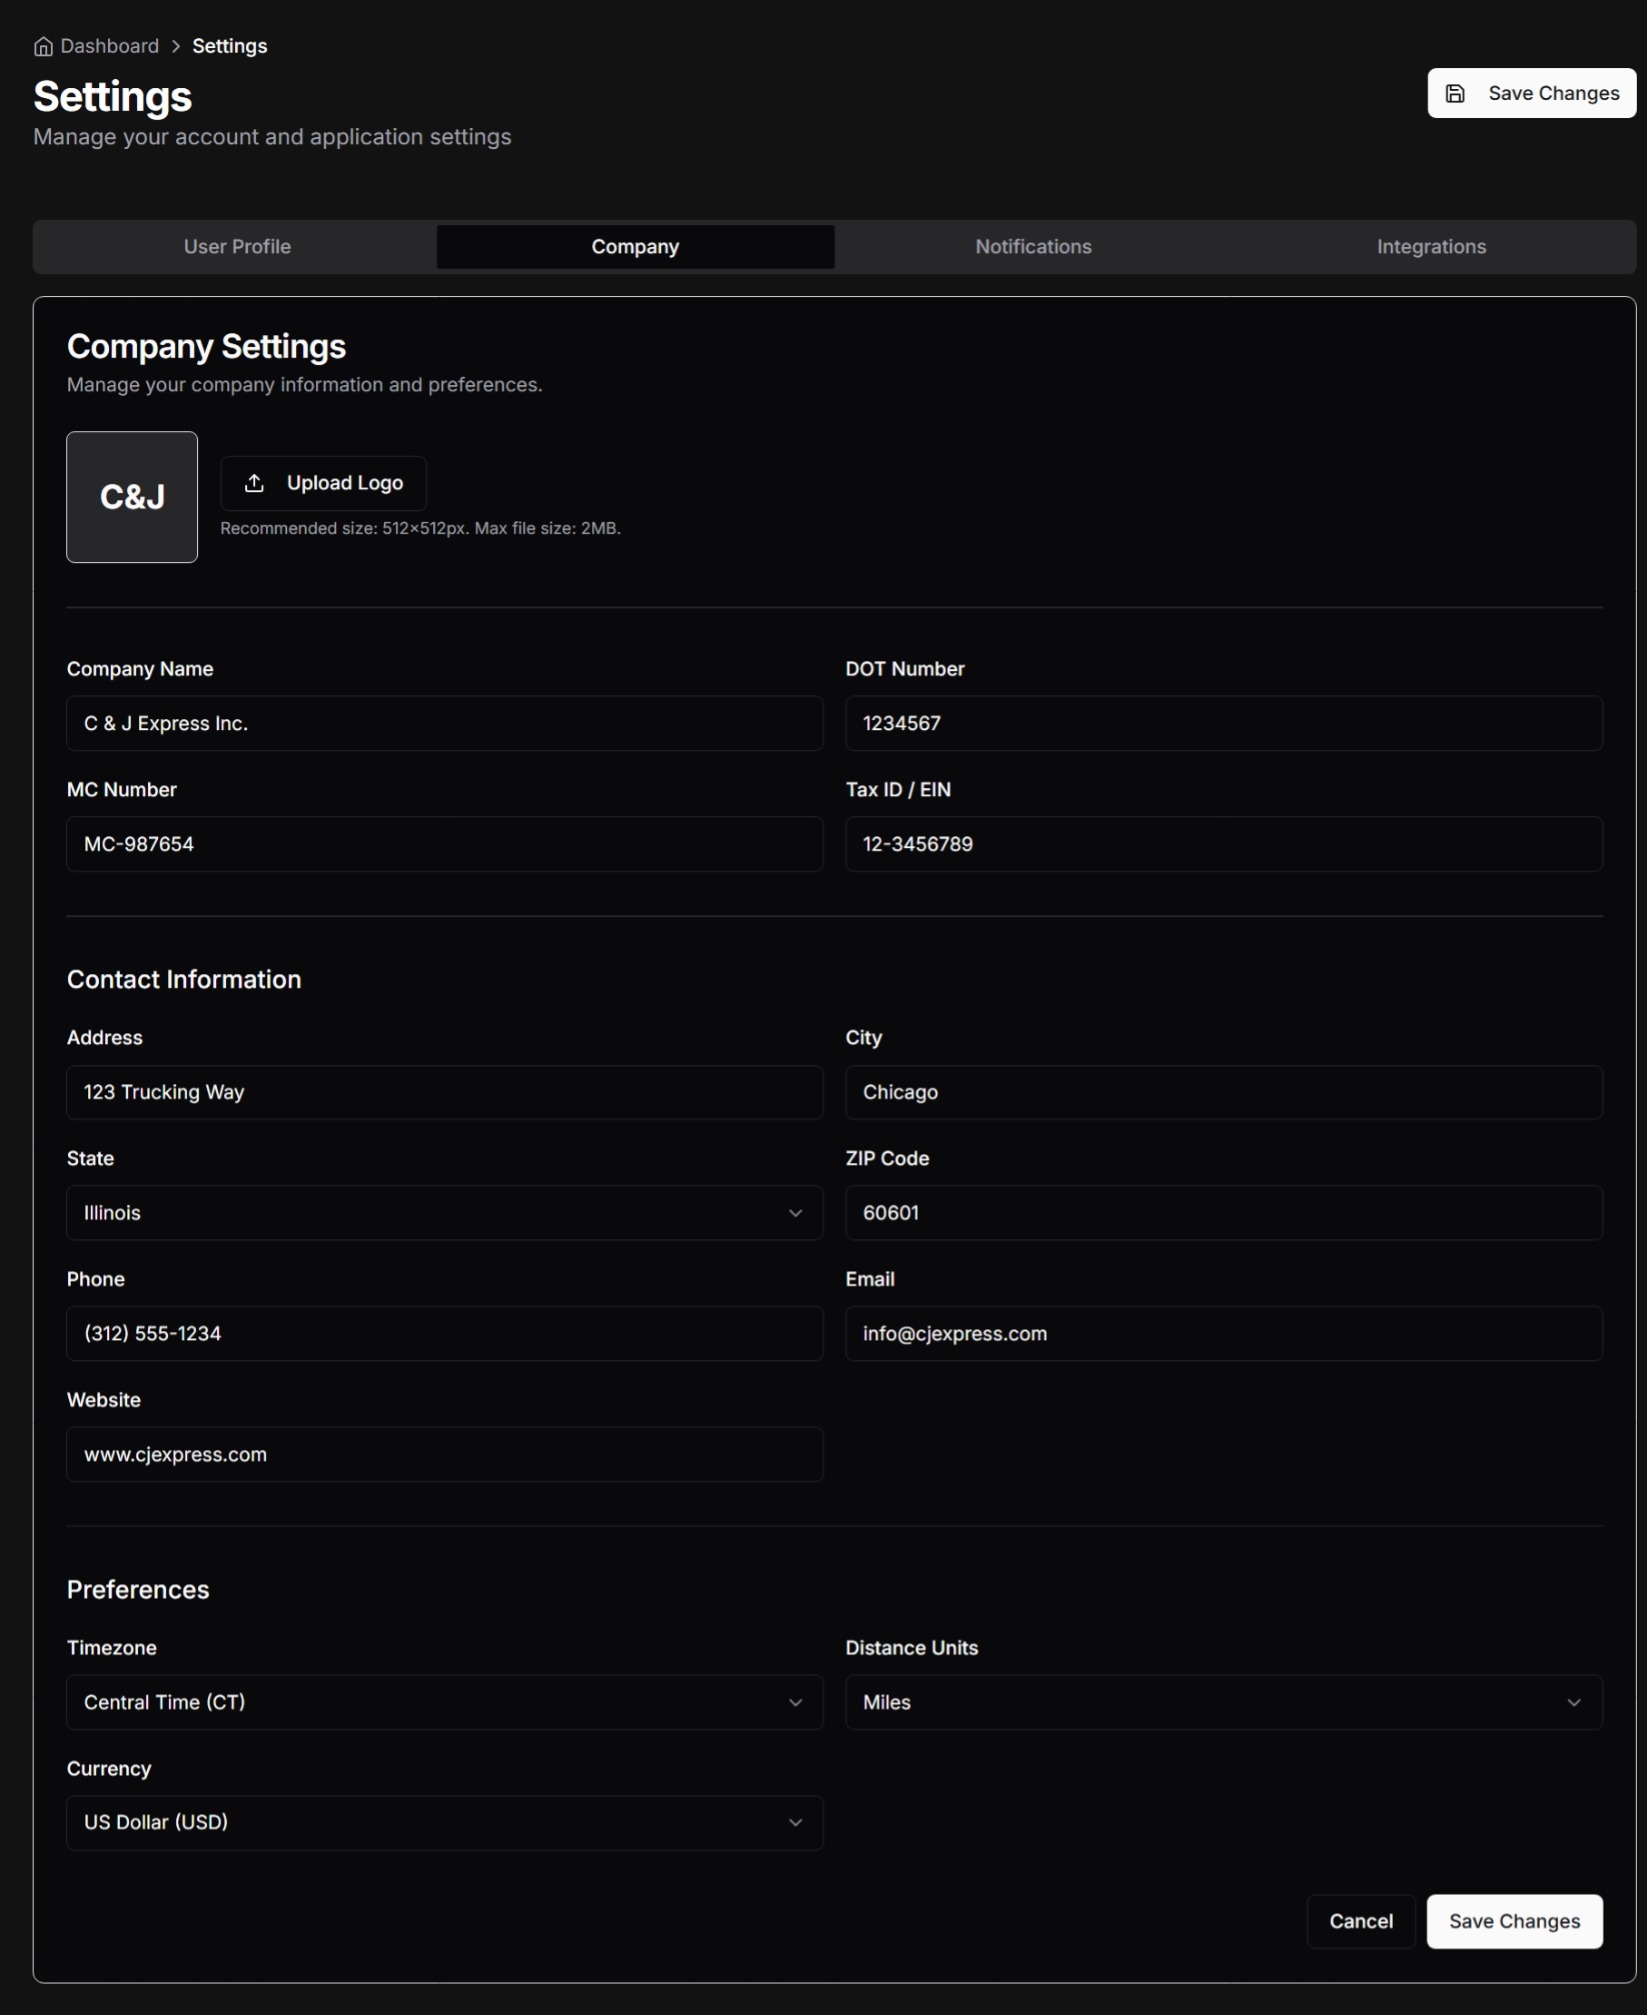 Dashboard > Settings
Settings
Save Changes
Manage your account and application settings
User Profile
Company
Notifications
Integrations
Company Settings
Manage your company information and preferences.
C&J
Upload Logo
Recommended size: 512×512px. Max file size: 2MB.
Company Name
C & J Express Inc.
DOT Number
1234567
MC Number
MC-987654
Tax ID / EIN
12-3456789
Contact Information
Address
123 Trucking Way
City
Chicago
State
Illinois
ZIP Code
60601
Phone
(312) 555-1234
Email
info@cjexpress.com
Website
www.cjexpress.com
Preferences
Timezone
Central Time (CT)
Distance Units
Miles
Currency
US Dollar (USD)
Cancel
Save Changes